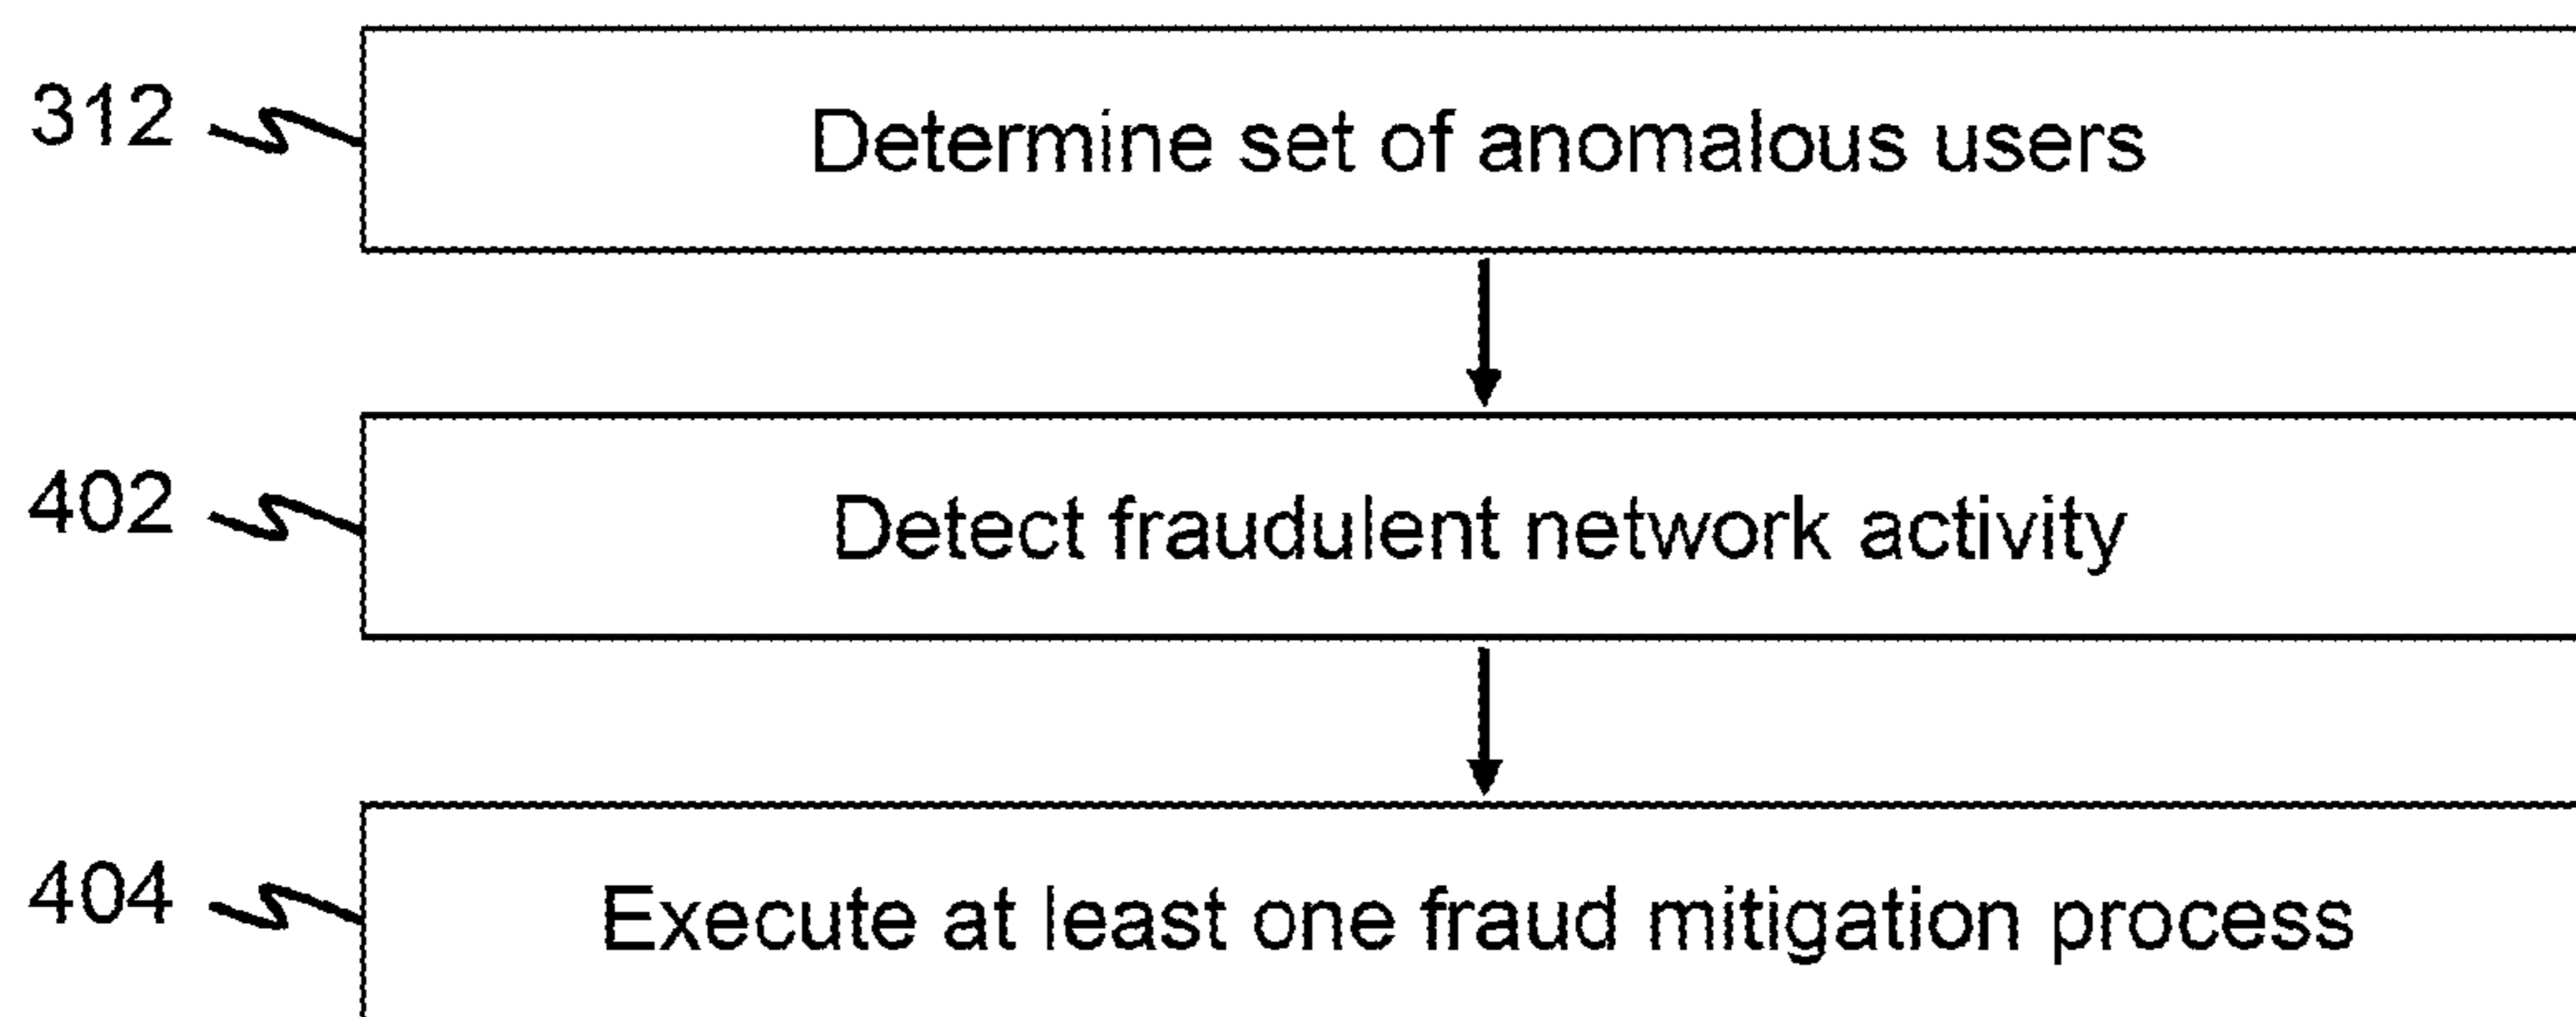 312 Determine set of anomalous users
402 Detect fraudulent network activity
404 Execute at least one fraud mitigation process